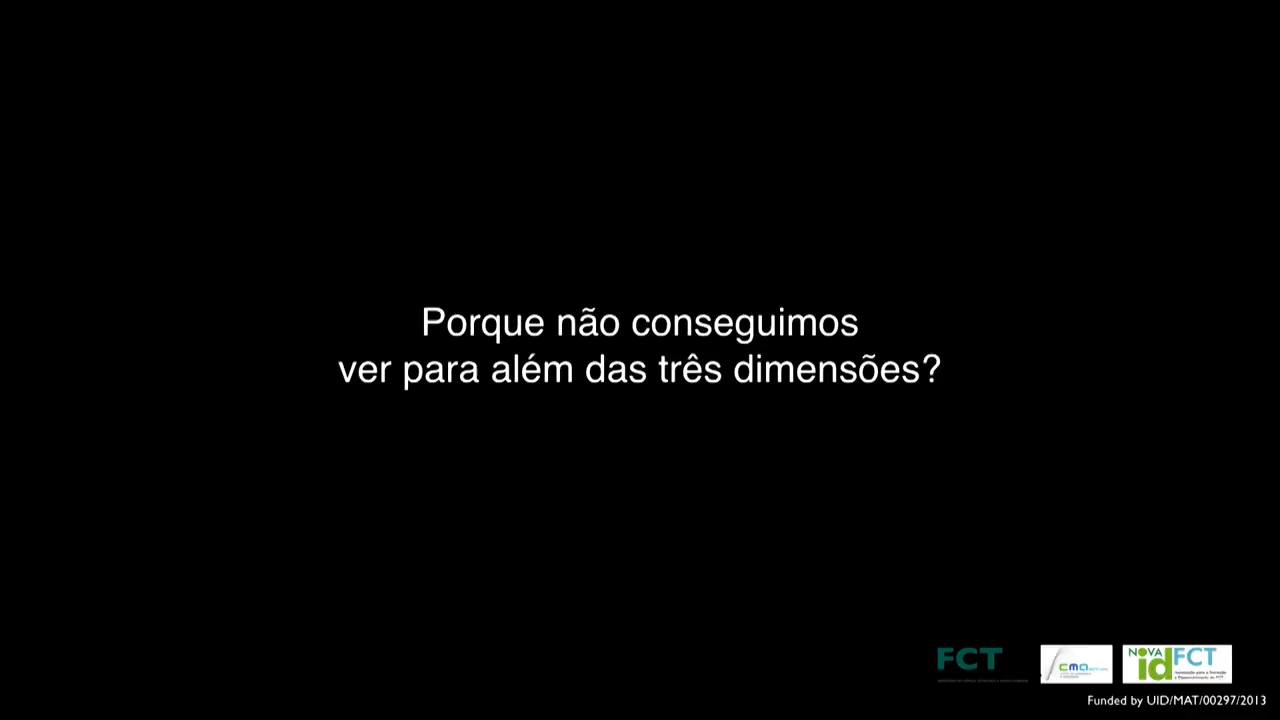 Porque não conseguimos
ver para além das três dimensões?
FCT
cma
NOVA
id FCT
Funded by UID/MAT/00297/2013